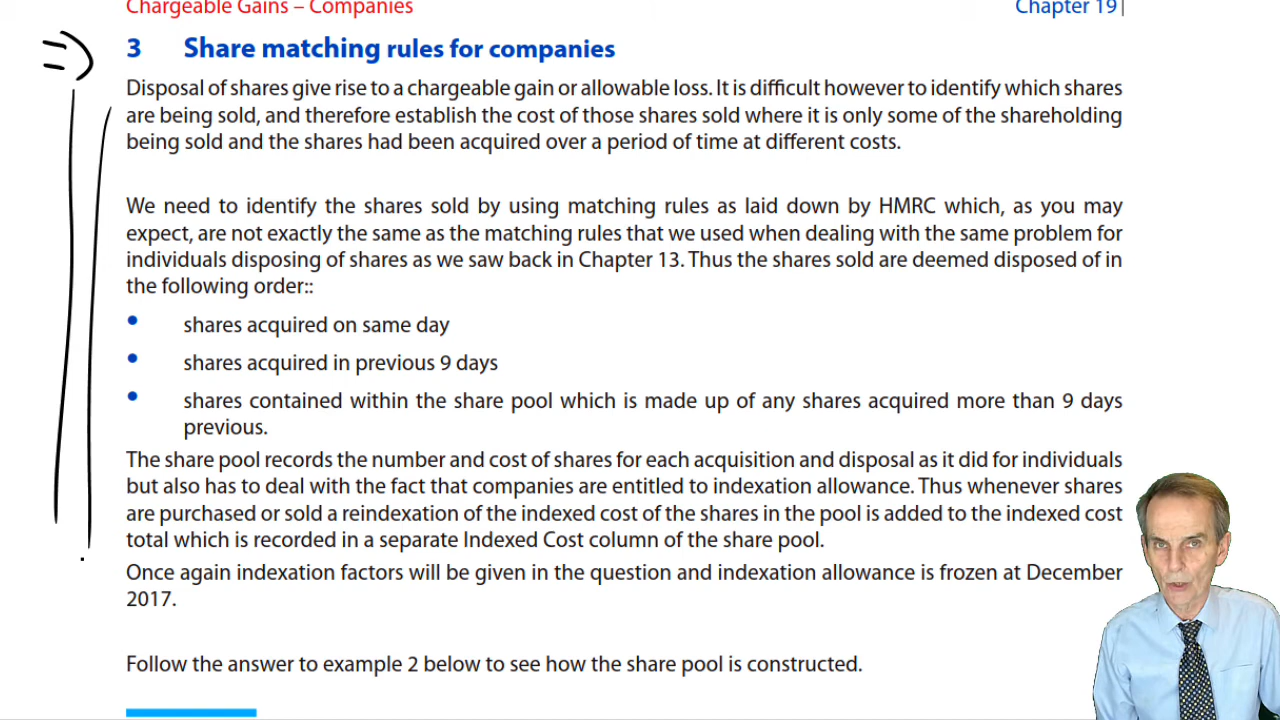 Chargeable Gains – Companies
Chapter 19
3 Share matching rules for companies
Disposal of shares give rise to a chargeable gain or allowable loss. It is difficult however to identify which shares
are being sold, and therefore establish the cost of those shares sold where it is only some of the shareholding
being sold and the shares had been acquired over a period of time at different costs.
We need to identify the shares sold by using matching rules as laid down by HMRC which, as you may
expect, are not exactly the same as the matching rules that we used when dealing with the same problem for
individuals disposing of shares as we saw back in Chapter 13. Thus the shares sold are deemed disposed of in
the following order::
• shares acquired on same day
• shares acquired in previous 9 days
• shares contained within the share pool which is made up of any shares acquired more than 9 days
previous.
The share pool records the number and cost of shares for each acquisition and disposal as it did for individuals
but also has to deal with the fact that companies are entitled to indexation allowance. Thus whenever shares
are purchased or sold a reindexation of the indexed cost of the shares in the pool is added to the indexed cost
total which is recorded in a separate Indexed Cost column of the share pool.
Once again indexation factors will be given in the question and indexation allowance is frozen at December
2017.
Follow the answer to example 2 below to see how the share pool is constructed.